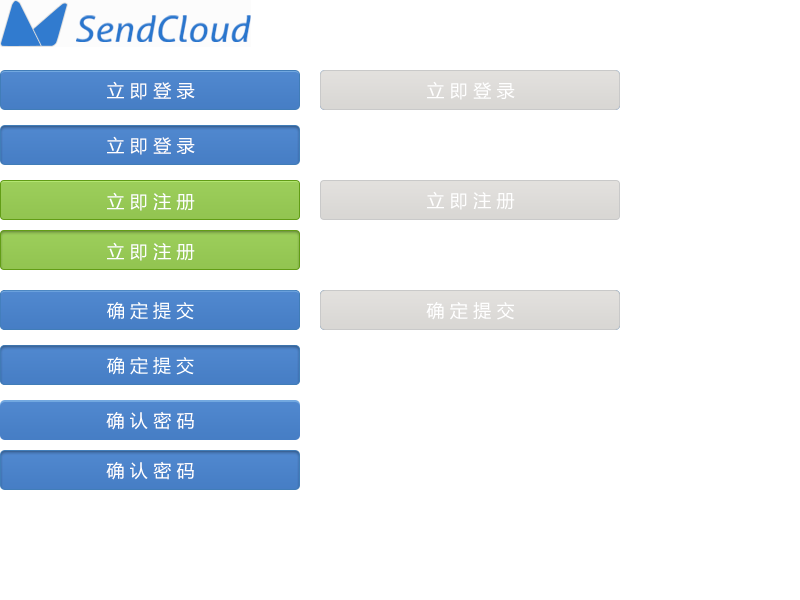 SendCloud
立即登录 立即登录
立即登录
立即注册 立即注册
立即注册
确定提交 确定提交
确定提交
确认密码
确认密码